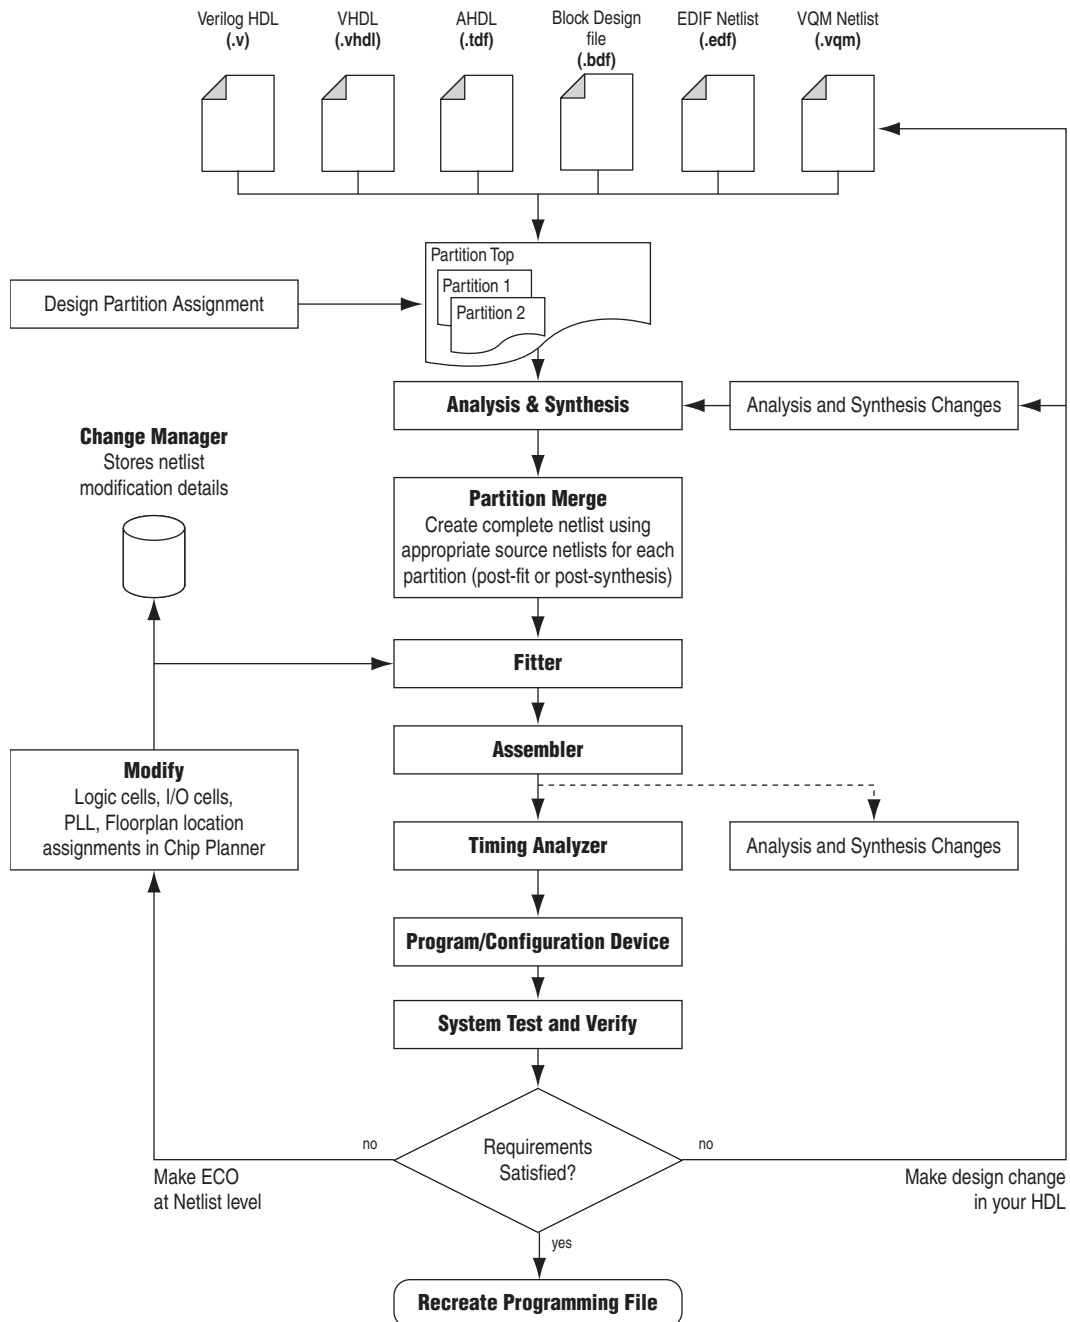 Verilog HDL
(.v)
VHDL
(.vhdl)
AHDL
(.tdf)
Block Design
file
(.bdf)
EDIF Netlist
(.edf)
VQM Netlist
(.vqm)
Partition Top
Partition 1
Partition 2
Design Partition Assignment
Analysis & Synthesis
Analysis and Synthesis Changes
Change Manager
Stores netlist
modification details
Partition Merge
Create complete netlist using
appropriate source netlists for each
partition (post-fit or post-synthesis)
Fitter
Assembler
Modify
Logic cells, I/O cells,
PLL, Floorplan location
assignments in Chip Planner
Timing Analyzer
Analysis and Synthesis Changes
Program/Configuration Device
System Test and Verify
no
Requirements
Satisfied?
no
Make ECO
at Netlist level
Make design change
in your HDL
yes
Recreate Programming File